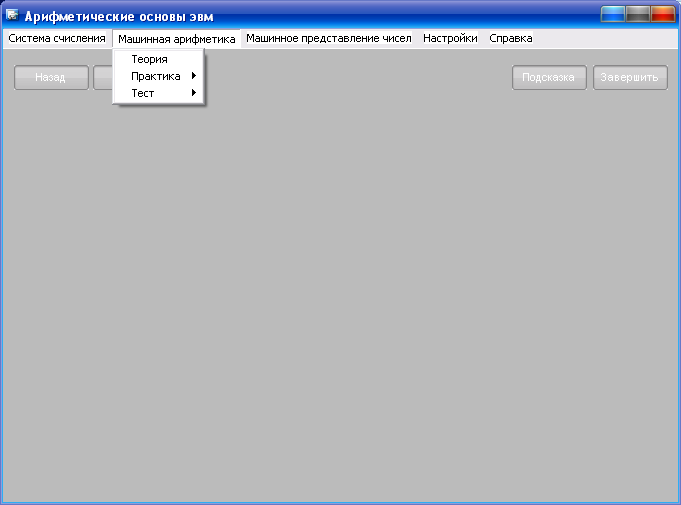 Арифметические основы эвм
Система счисления Машинная арифметика Машинное представление чисел Настройки Справка
Теория
Практика
Тест
Назад Подсказка Завершить